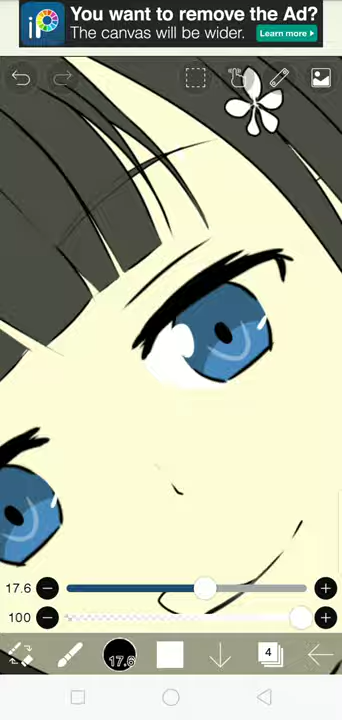 iP
You want to remove the Ad?
The canvas will be wider.
Learn more
17.6
100
17.6
4